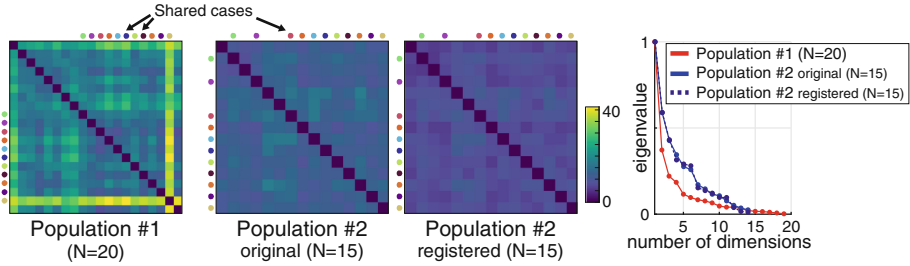 Shared cases
Population #1
(N=20)
Population #2
original (N=15)
Population #2
registered (N=15)
40
0
1
eigenvalue
0
5
10
15
20
number of dimensions
Population #1 (N=20)
Population #2 original (N=15)
Population #2 registered (N=15)